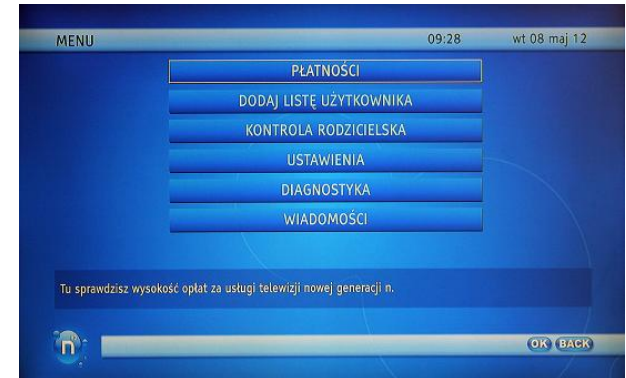 MENU 09:28 wt 08 maj 12
PŁATNOŚCI
DODAJ LISTĘ UŻYTKOWNIKA
KONTROLA RODZICIELSKA
USTAWIENIA
DIAGNOSTYKA
WIADOMOŚCI
Tu sprawdzisz wysokość opłat za usługi telewizji nowej generacji n.
n OK BACK